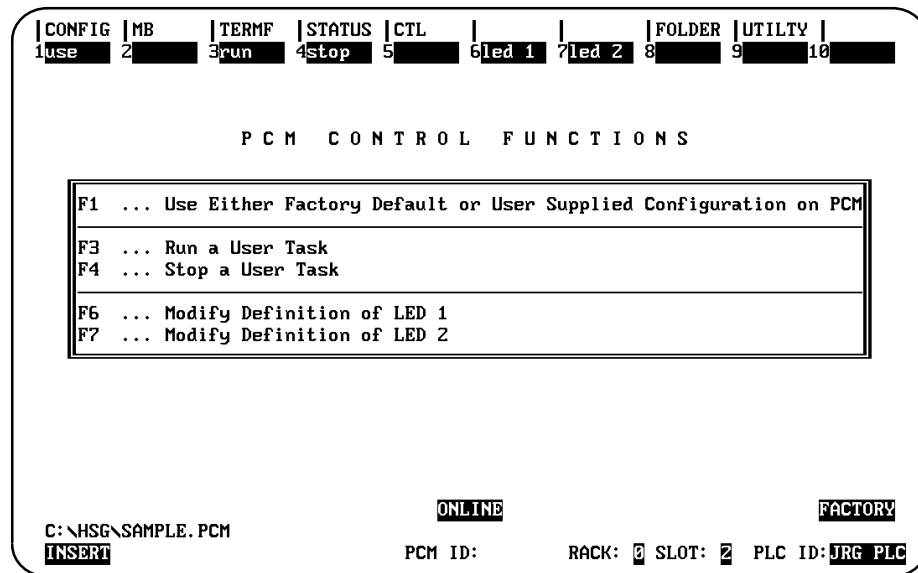 |CONFIG |MB |TERMF |STATUS |CTL | | |FOLDER |UTILTY |
1use 2 3run 4stop 5 6led 1 7led 2 8 9 10
PCM CONTROL FUNCTIONS
F1 ... Use Either Factory Default or User Supplied Configuration on PCM
F3 ... Run a User Task
F4 ... Stop a User Task
F6 ... Modify Definition of LED 1
F7 ... Modify Definition of LED 2
ONLINE FACTORY
C:\HSG\SAMPLE.PCM
INSERT PCM ID: RACK: 0 SLOT: 2 PLC ID: JRG PLC